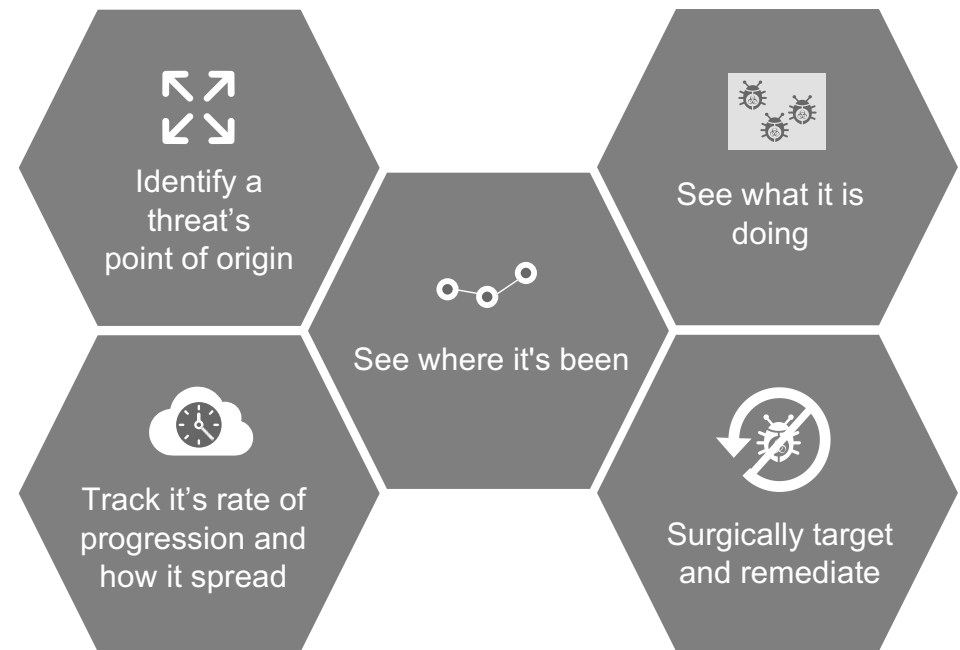 Identify a
threat’s
point of origin
See what it is
doing
See where it's been
Track it’s rate of
progression and
how it spread
Surgically target
and remediate